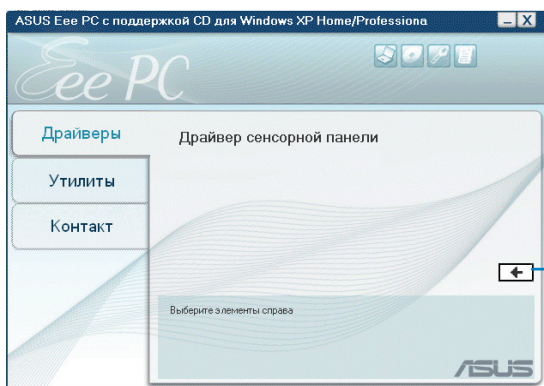 ASUS Eee PC с поддержкой CD для Windows XP Home/Professiona
Eee PC
Драйверы
Драйвер сенсорной панели
Утилиты
Контакт
Выберите элементы справа
ASUS